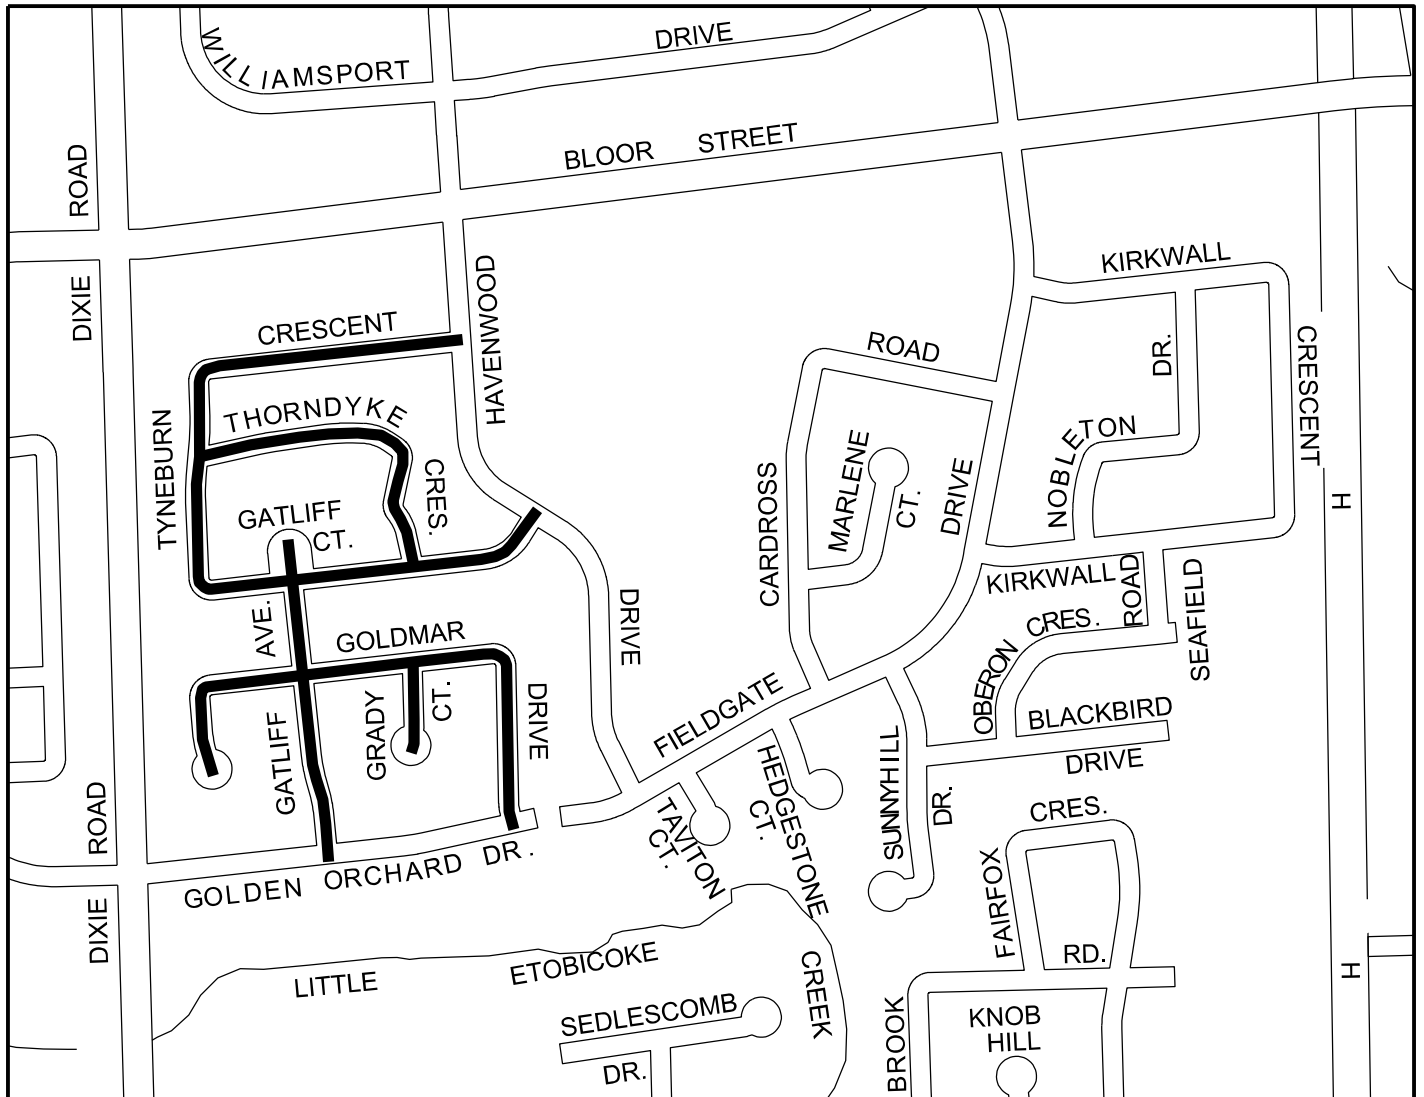 WILLIAMSPORT
DRIVE
BLOOR STREET
ROAD
DIXIE
HAVENWOOD
KIRKWALL
CRESCENT
ROAD
DR.
CRESCENT
THORNDYKE
CRES.
TYNEBURN
NOBLETON
MARLENE
CT.
DRIVE
CARDROSS
GATLIFF
CT.
H
KIRKWALL
ROAD
SEAFIELD
AVE.
GOLDMAR
DRIVE
OBERON CRES.
GATLIFF
GRADY
CT.
DRIVE
FIELDGATE
BLACKBIRD
DRIVE
HEDGESTONE
CT.
SUNNYHILL
DR.
TAVITON
CT.
ROAD
DIXIE
GOLDEN ORCHARD DR.
CRES.
FAIRFOX
RD.
LITTLE
ETOBICOKE
CREEK
H
SEDLESCOMB
DR.
BROOK
KNOB
HILL